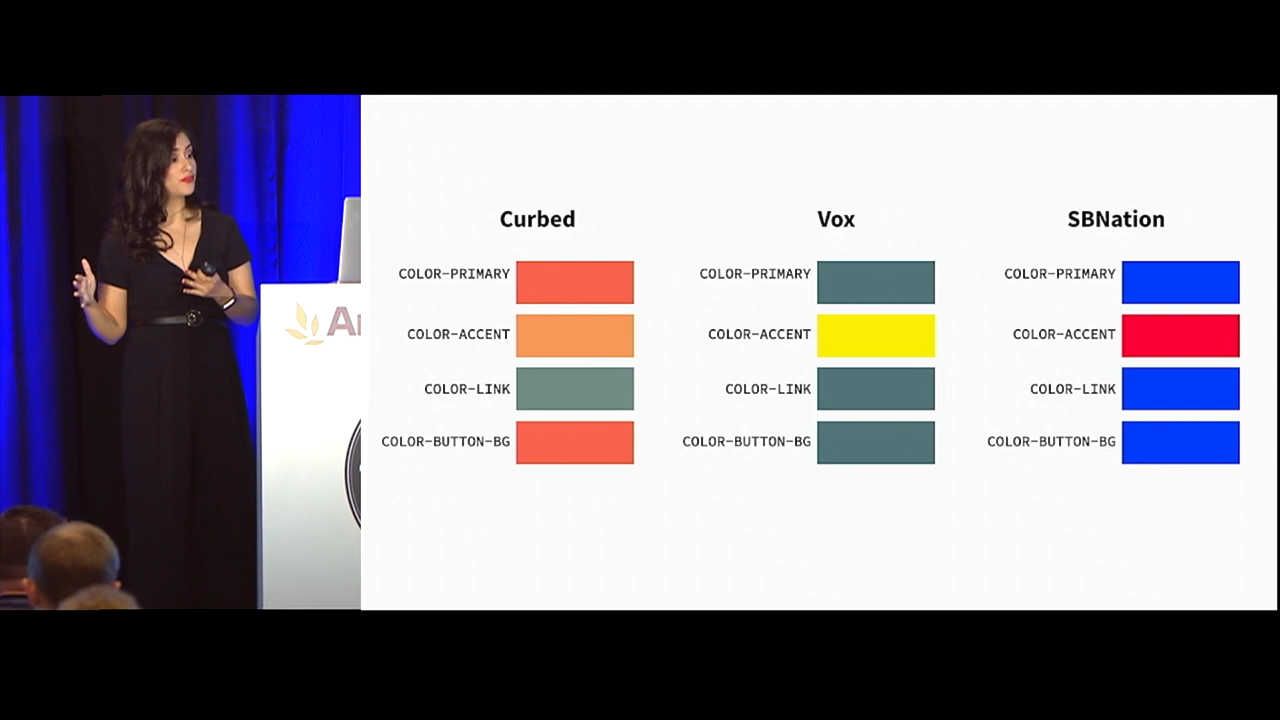 Curbed
COLOR-PRIMARY
COLOR-ACCENT
COLOR-LINK
COLOR-BUTTON-BG
Vox
COLOR-PRIMARY
COLOR-ACCENT
COLOR-LINK
COLOR-BUTTON-BG
SBNation
COLOR-PRIMARY
COLOR-ACCENT
COLOR-LINK
COLOR-BUTTON-BG